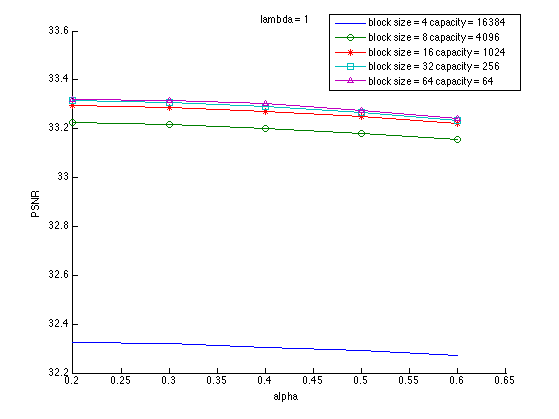 lambda = 1
block size = 4 capacity = 16384
block size = 8 capacity = 4096
block size = 16 capacity = 1024
block size = 32 capacity = 256
block size = 64 capacity = 64
33.6
33.4
33.2
33
32.8
32.6
32.4
32.2
PSNR
0.2 0.25 0.3 0.35 0.4 0.45 0.5 0.55 0.6 0.65
alpha